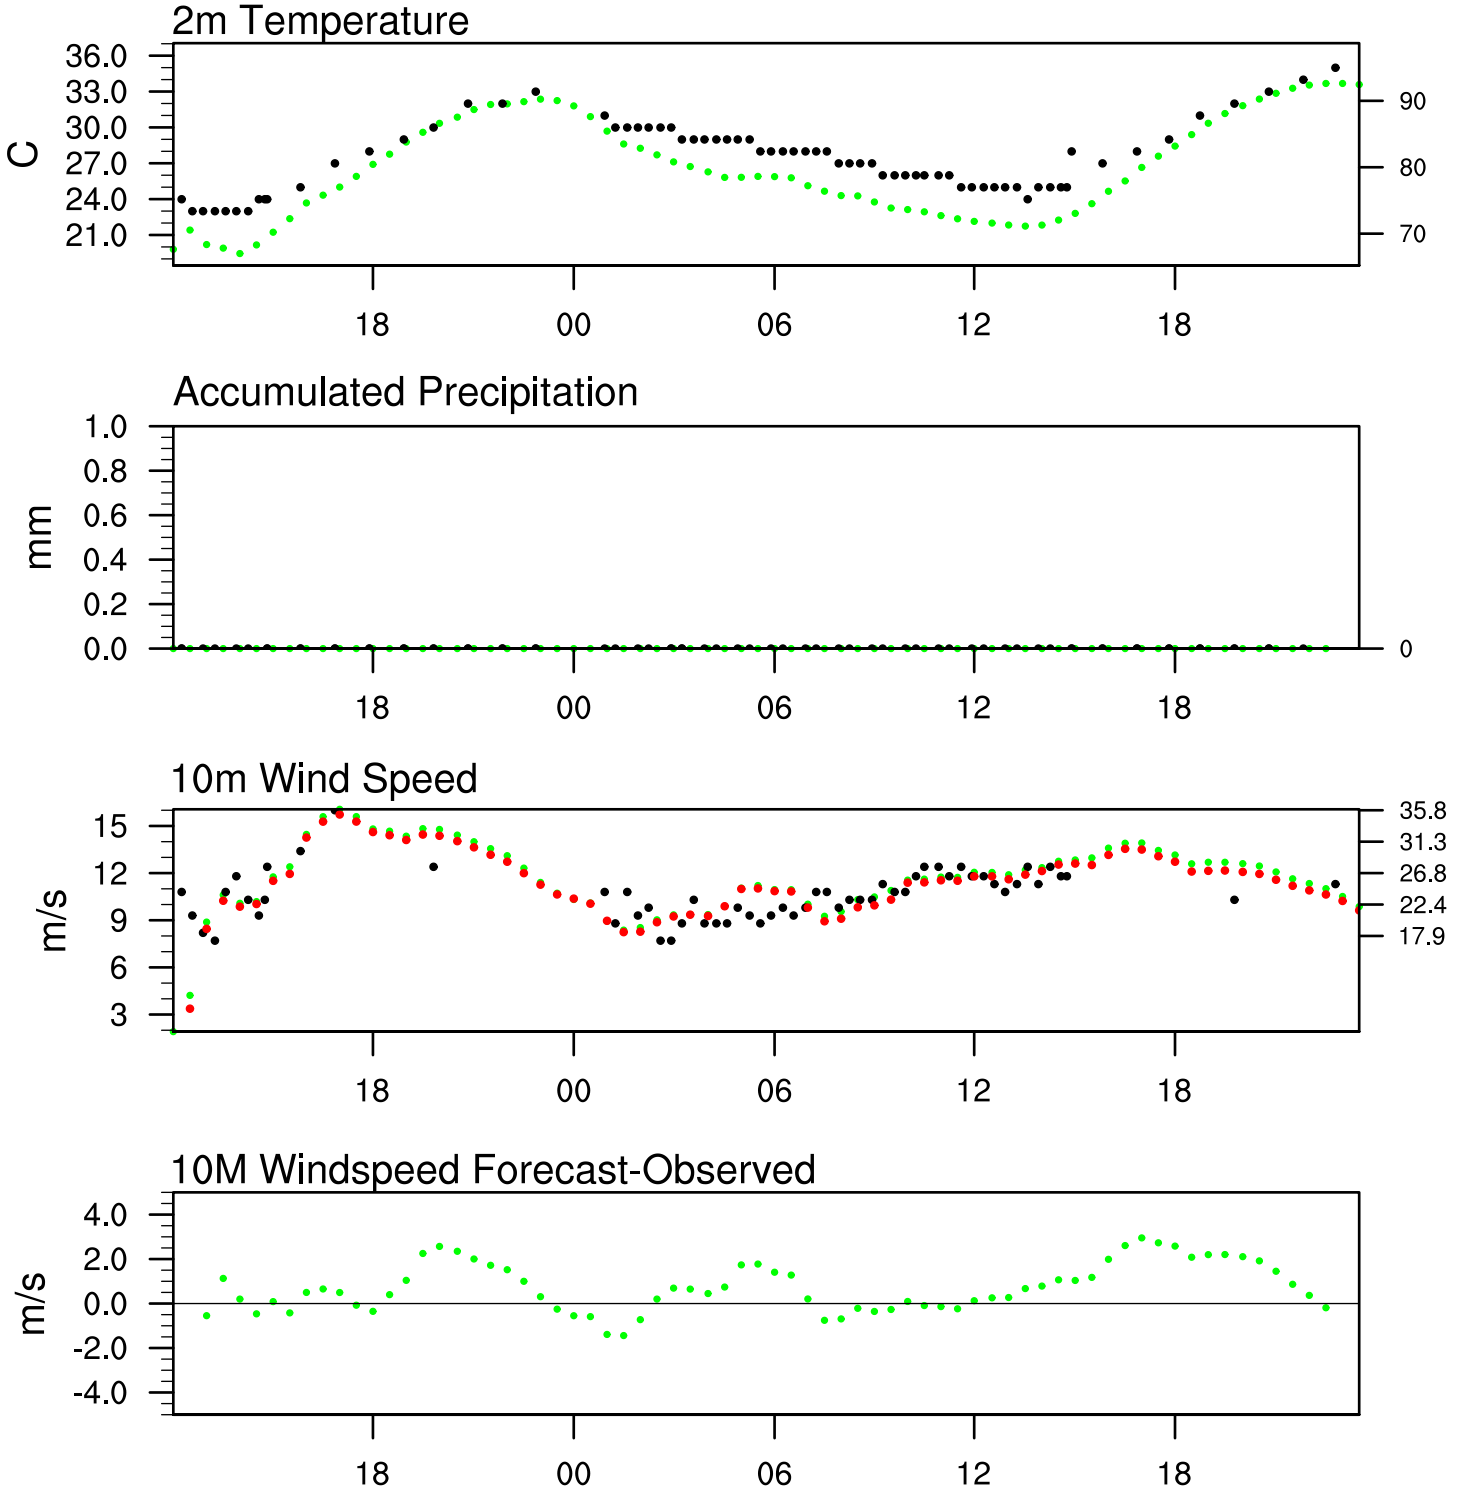 2m Temperature
36.0
33.0
30.0
27.0
24.0
21.0
C
90
80
70
18 00 06 12 18
Accumulated Precipitation
1.0
0.8
0.6
0.4
0.2
0.0
mm
0
18 00 06 12 18
10m Wind Speed
15
12
9
6
3
m/s
35.8
31.3
26.8
22.4
17.9
18 00 06 12 18
10M Windspeed Forecast-Observed
4.0
2.0
0.0
-2.0
-4.0
m/s
18 00 06 12 18